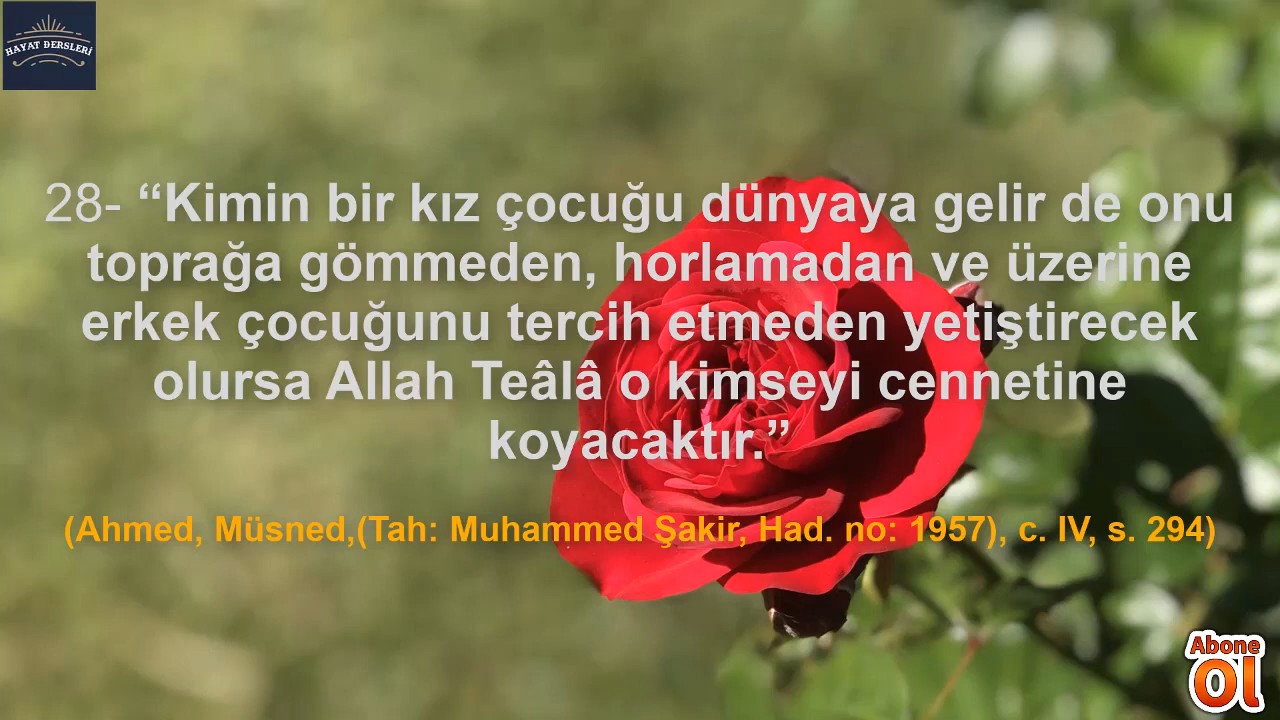 HAYAT DERSLERİ
28- “Kimin bir kız çocuğu dünyaya gelir de onu
toprağa gömmeden, horlamadan ve üzerine
erkek çocuğunu tercih etmeden yetiştirecek
olursa Allah Teâlâ o kimseyi cennetine
koyacaktır.”
(Ahmed, Müsned,(Tah: Muhammed Şakir, Had. no: 1957), c. IV, s. 294)
Abone
Ol